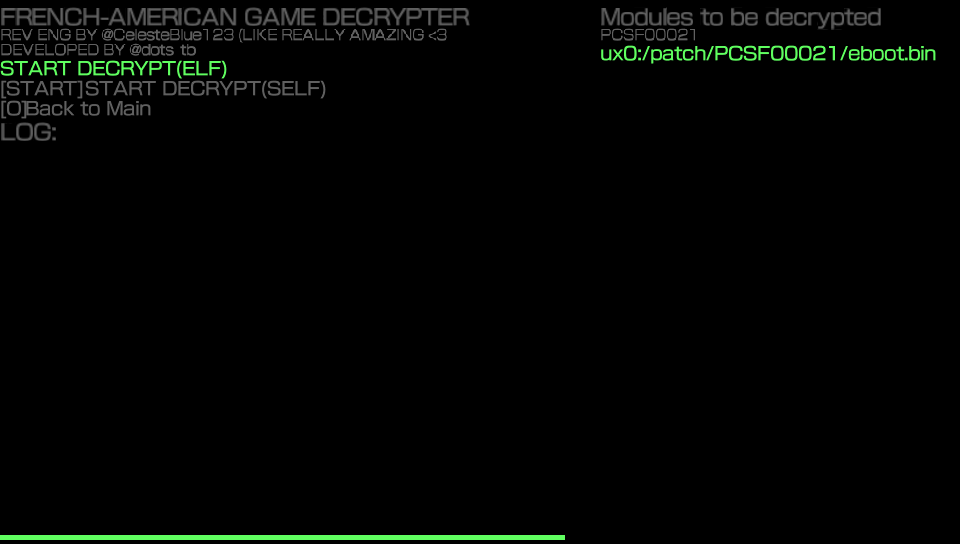 FRENCH-AMERICAN GAME DECRYPTER
REV ENG BY @CelesteBlue123 (LIKE REALLY AMAZING <3
DEVELOPED BY @dots_tb
START DECRYPT(ELF)
[START]START DECRYPT(SELF)
[O]Back to Main
LOG:
Modules to be decrypted
PCSF00021
ux0:/patch/PCSF00021/eboot.bin